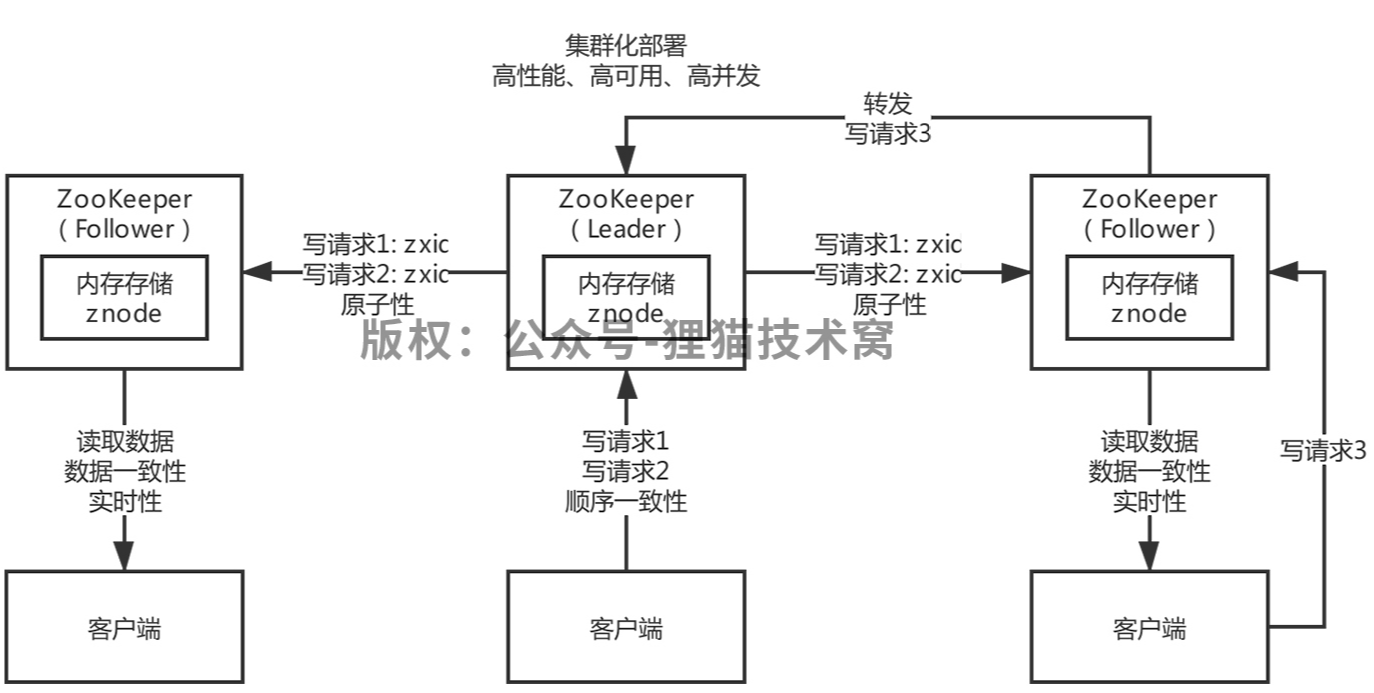 集群化部署
高性能、高可用、高并发
转发
写请求3
ZooKeeper
（Follower）
内存存储
znode
写请求1: zxic
写请求2: zxic
原子性
ZooKeeper
（Leader）
内存存储
znode
写请求1: zxic
写请求2: zxic
原子性
ZooKeeper
（Follower）
内存存储
znode
版权：公众号-狸猫技术窝
读取数据
数据一致性
实时性
写请求1
写请求2
顺序一致性
读取数据
数据一致性
实时性
写请求3
客户端
客户端
客户端